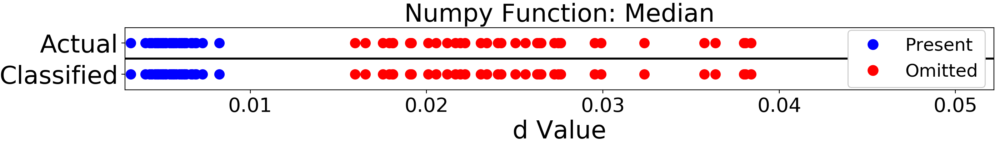 Numpy Function: Median
Actual
Classified
Present
Omitted
0.01 0.02 0.03 0.04 0.05
d Value